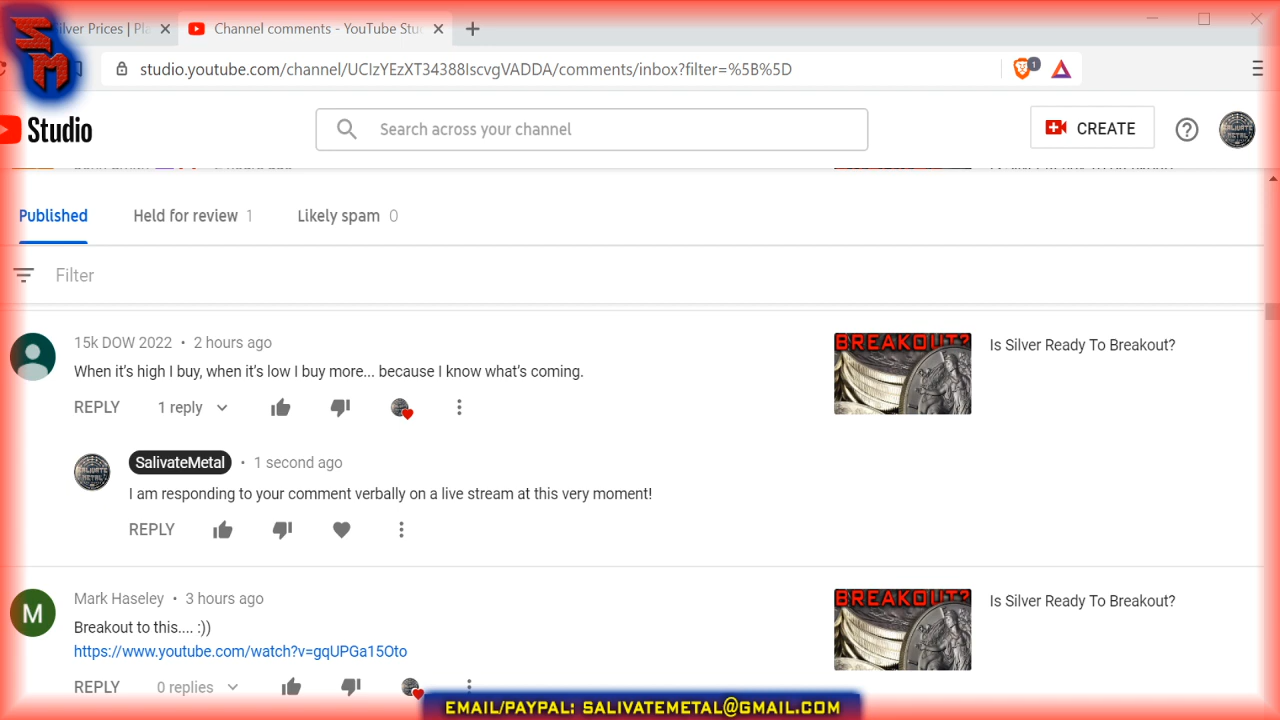 SM
Silver Prices | Pla
Channel comments - YouTube Stu
studio.youtube.com/channel/UClzYEzXT34388lscvgVADDA/comments/inbox?filter=%5B%5D
1
Studio
Search across your channel
CREATE
Published
Held for review 1
Likely spam 0
Filter
15k DOW 2022 • 2 hours ago
When it's high I buy, when it's low I buy more... because I know what's coming.
REPLY
1 reply
BREAKOUT?
Is Silver Ready To Breakout?
SalivateMetal • 1 second ago
I am responding to your comment verbally on a live stream at this very moment!
REPLY
Mark Haseley • 3 hours ago
M
Breakout to this.... :))
https://www.youtube.com/watch?v=gqUPGa15Oto
REPLY
0 replies
BREAKOUT?
Is Silver Ready To Breakout?
EMAIL/PAYPAL: SALIVATEMETAL@GMAIL.COM